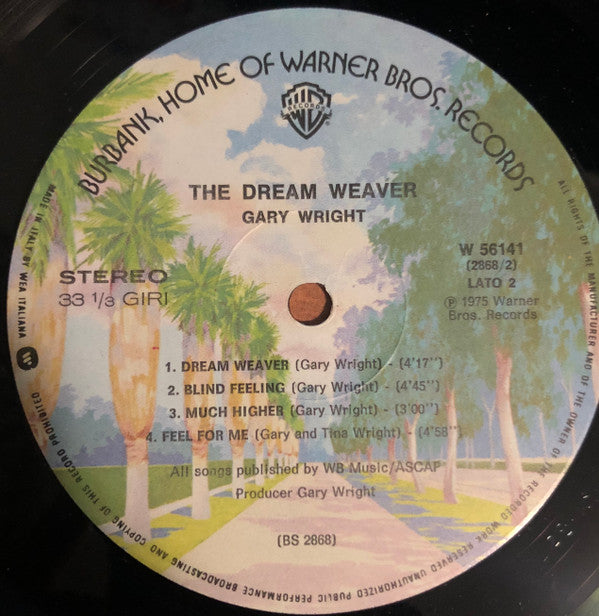 BURBANK, HOME OF WARNER BROS. RECORDS
RECORDS
THE DREAM WEAVER
GARY WRIGHT
STEREO
33 1/3 GIRI
W 56141
(2868/2)
LATO 2
℗ 1975 Warner
Bros. Records
1. DREAM WEAVER (Gary Wright) - (4'17")
2. BLIND FEELING (Gary Wright) - (4'45")
3. MUCH HIGHER (Gary Wright) - (3'00")
4. FEEL FOR ME (Gary and Tina Wright) - (4'58")
All songs published by WB Music/ASCAP
Producer Gary Wright
(BS 2868)
MADE IN ITALY BY WEA ITALIANA
ALL RIGHTS OF THE MANUFACTURER AND OF THE OWNER OF THE RECORDED WORK RESERVED UNAUTHORIZED PUBLIC PERFORMANCE BROADCASTING AND COPYING OF THIS RECORD PROHIBITED